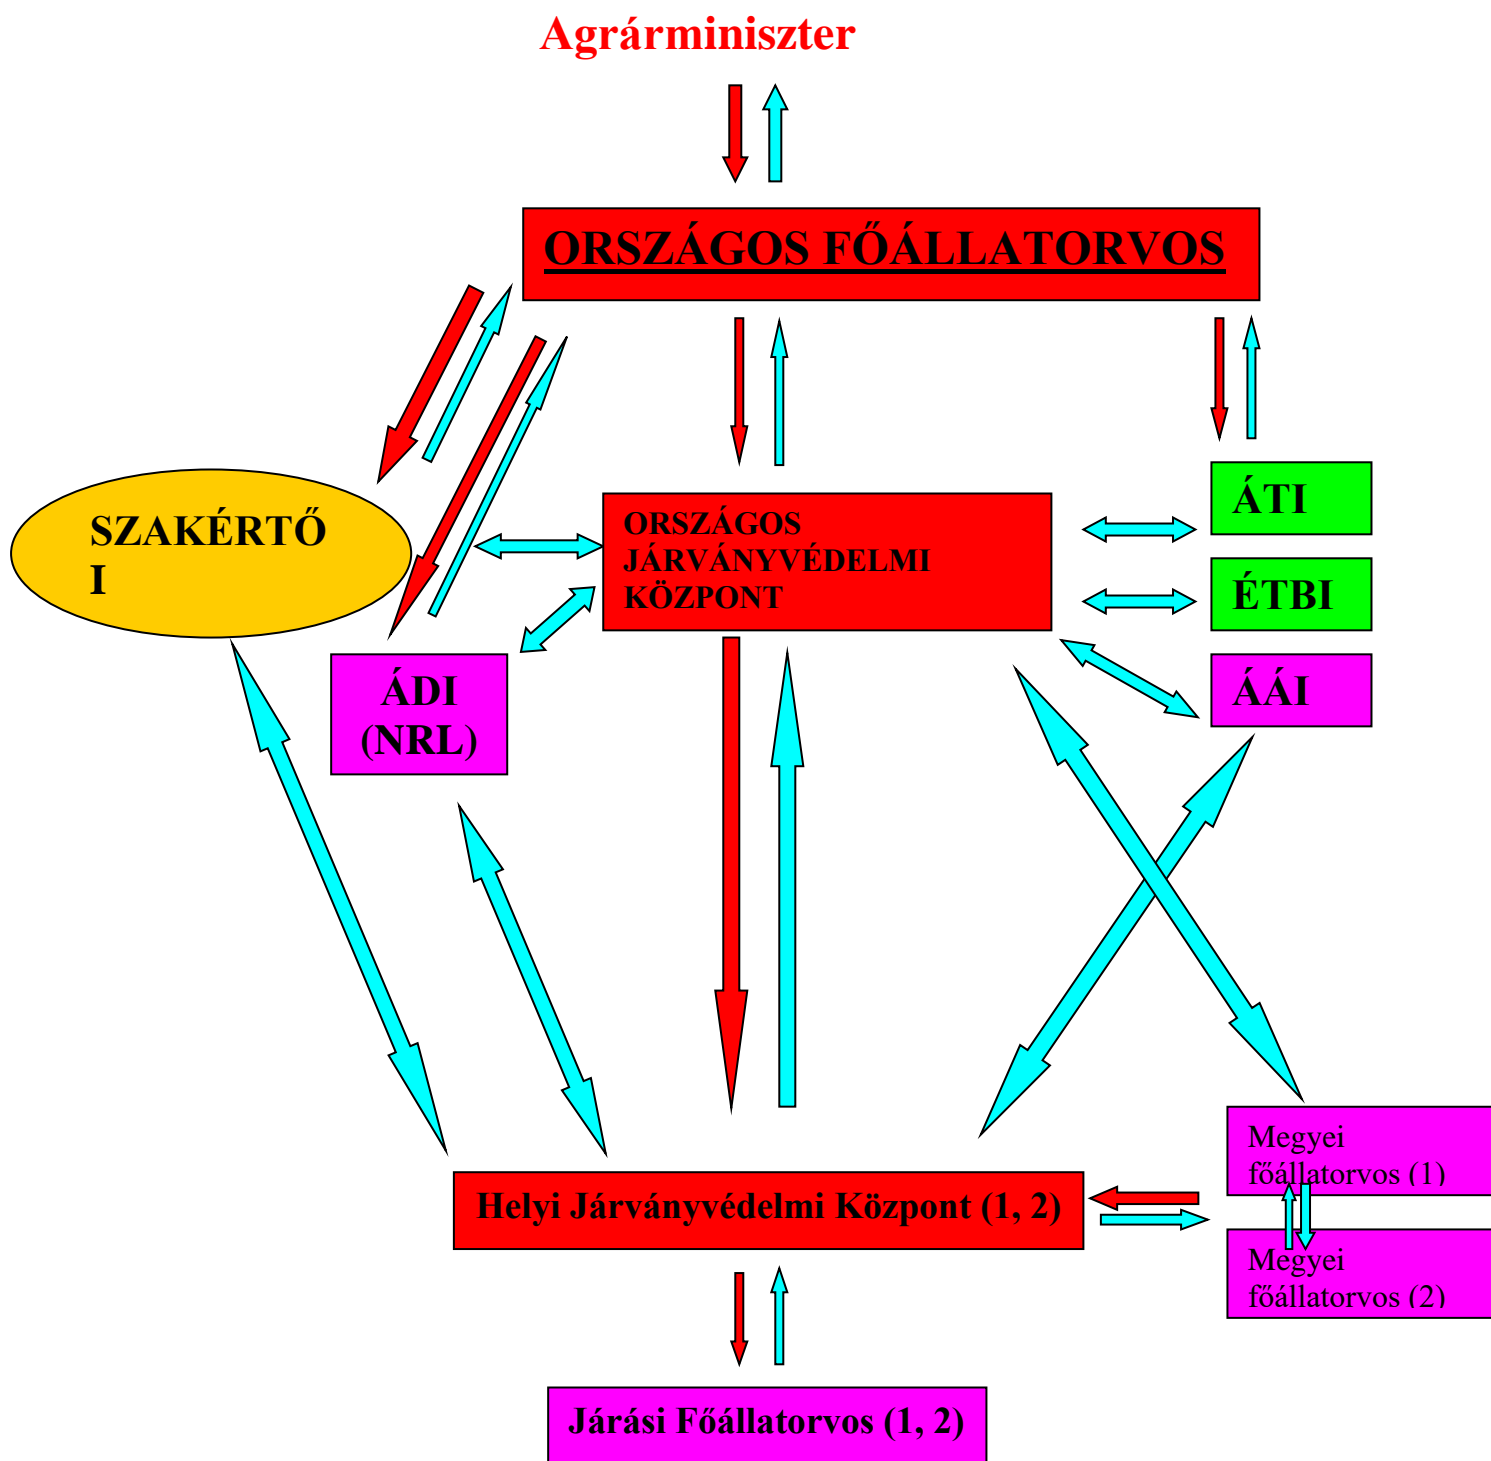 Agrárminiszter
ORSZÁGOS FŐÁLLATORVOS
SZAKÉRTŐ
I
ORSZÁGOS
JÁRVÁNYVÉDELMI
KÖZPONT
ÁTI
ÉTBI
ÁÁI
ÁDI
(NRL)
Megyei
főállatorvos (1)
Helyi Járványvédelmi Központ (1, 2)
Megyei
főállatorvos (2)
Járási Főállatorvos (1, 2)